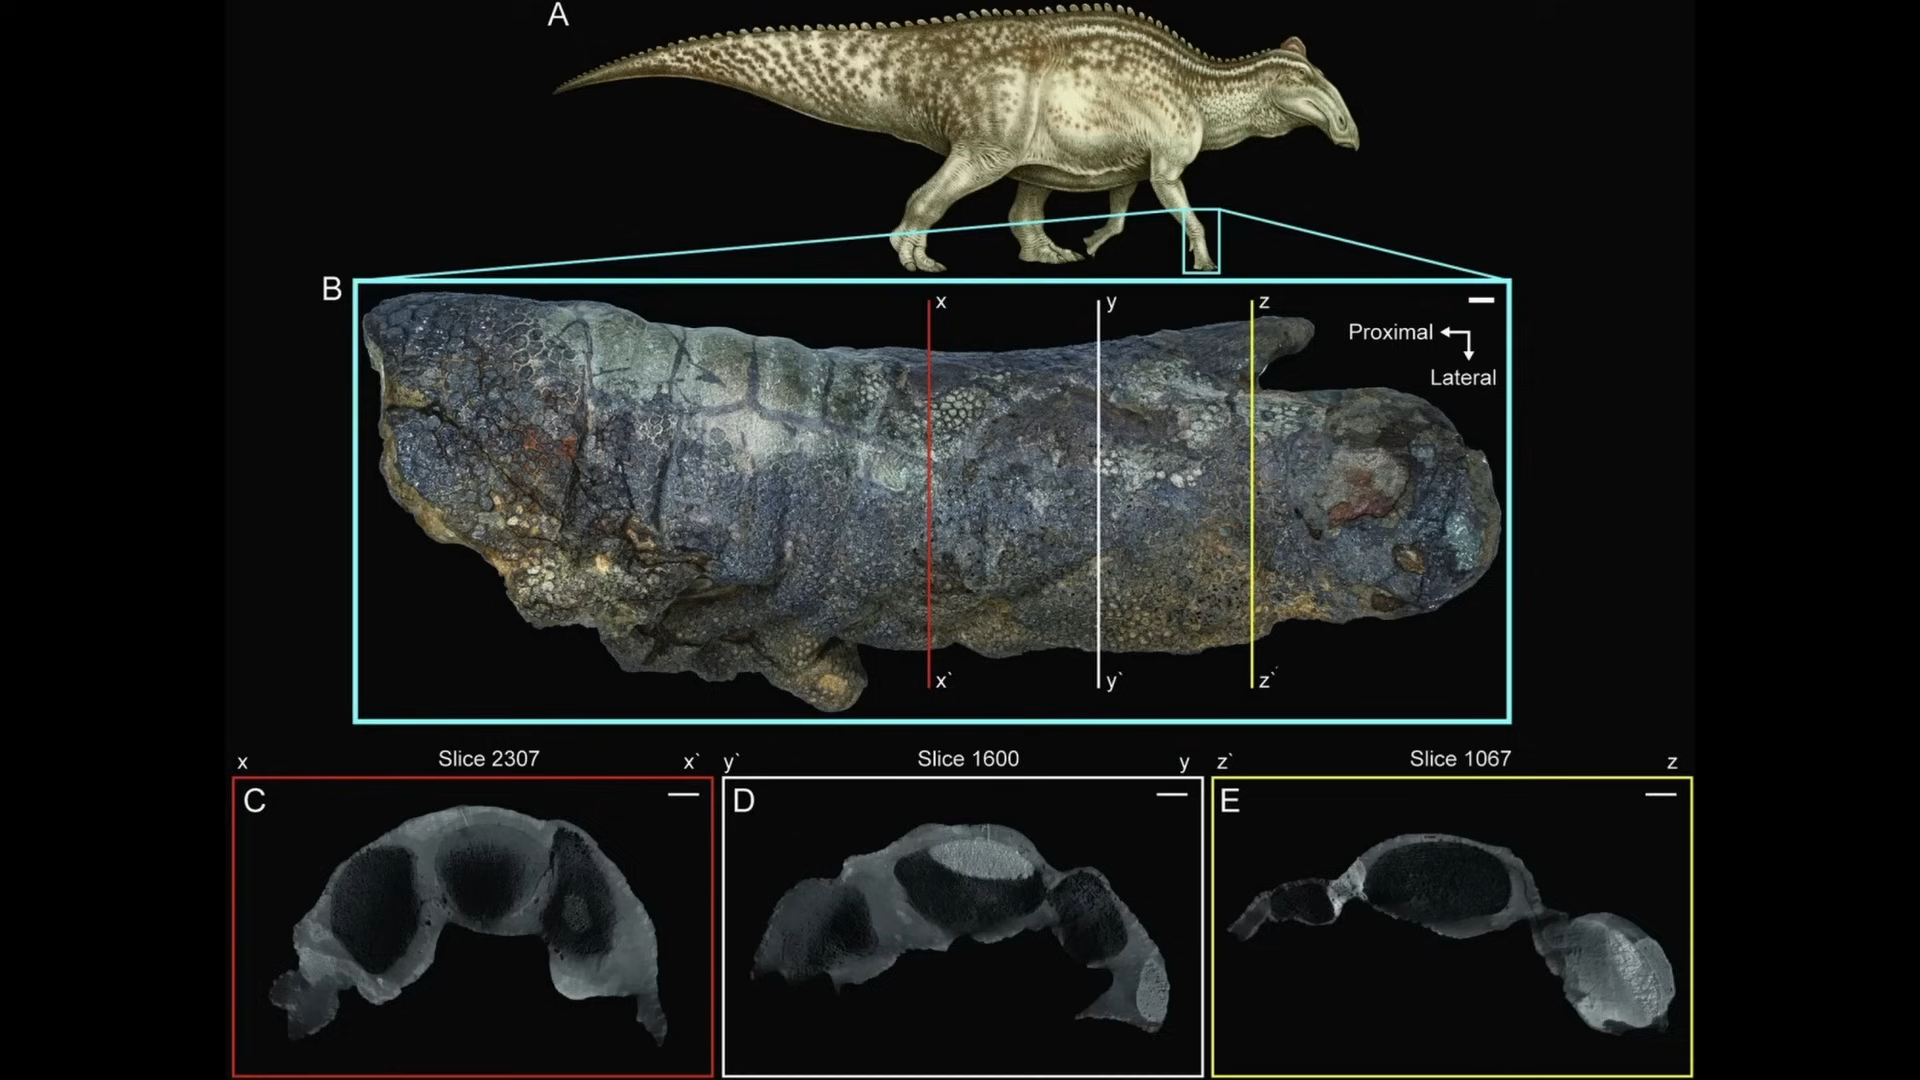 A
B
x
y
z
Proximal
Lateral
x`
y`
z`
x
Slice 2307
x`
y`
Slice 1600
y
z`
Slice 1067
z
C
D
E